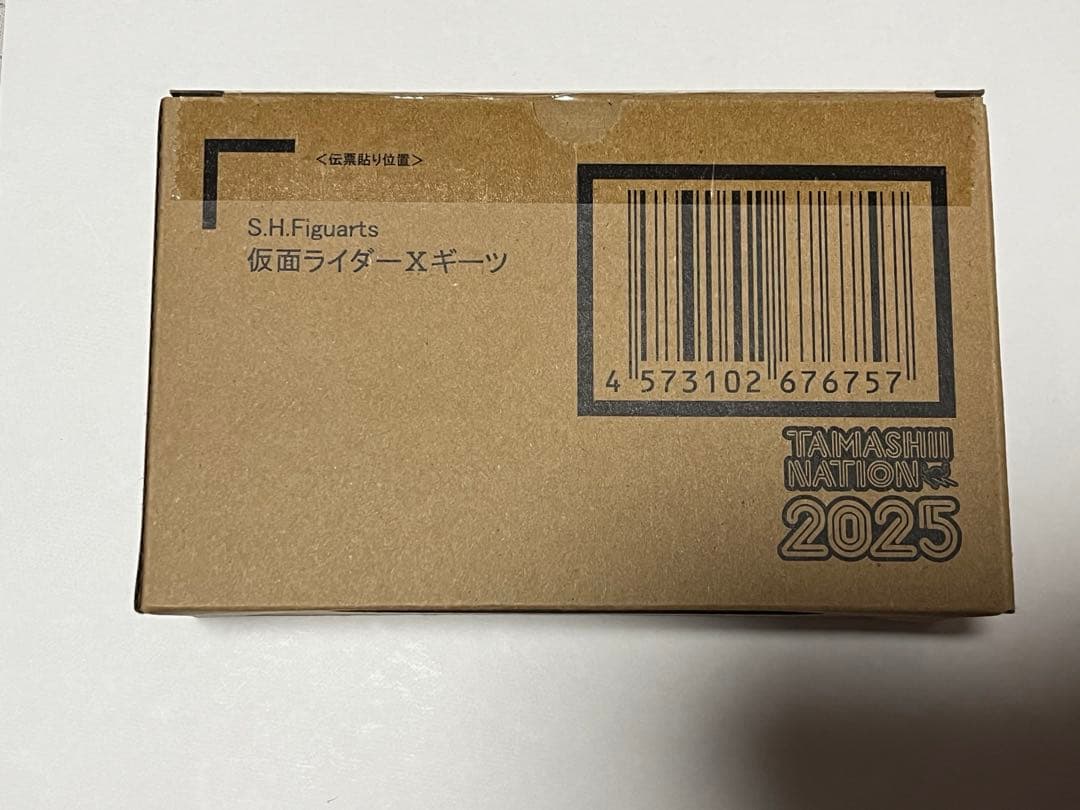 <伝票貼り位置>
S.H.Figuarts
仮面ライダーXギーツ
4 573102 676757
TAMASHII
NATION
2025